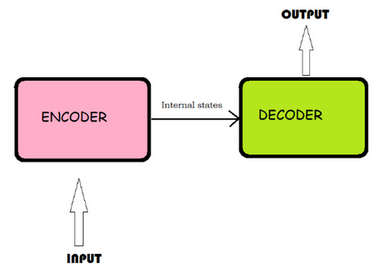 OUTPUT
ENCODER
Internal states
DECODER
INPUT